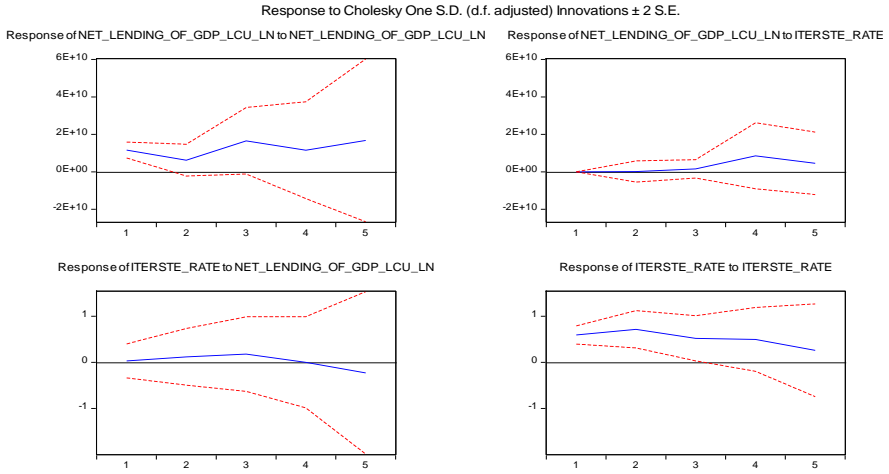 Response to Cholesky One S.D. (d.f. adjusted) Innovations ± 2 S.E.
Response of NET_LENDING_OF_GDP_LCU_LN to NET_LENDING_OF_GDP_LCU_LN
6E+10
4E+10
2E+10
0E+00
-2E+10
1 2 3 4 5
Response of NET_LENDING_OF_GDP_LCU_LN to ITERSTE_RATE
6E+10
4E+10
2E+10
0E+00
-2E+10
1 2 3 4 5
Response of ITERSTE_RATE to NET_LENDING_OF_GDP_LCU_LN
1
0
-1
1 2 3 4 5
Response of ITERSTE_RATE to ITERSTE_RATE
1
0
-1
1 2 3 4 5